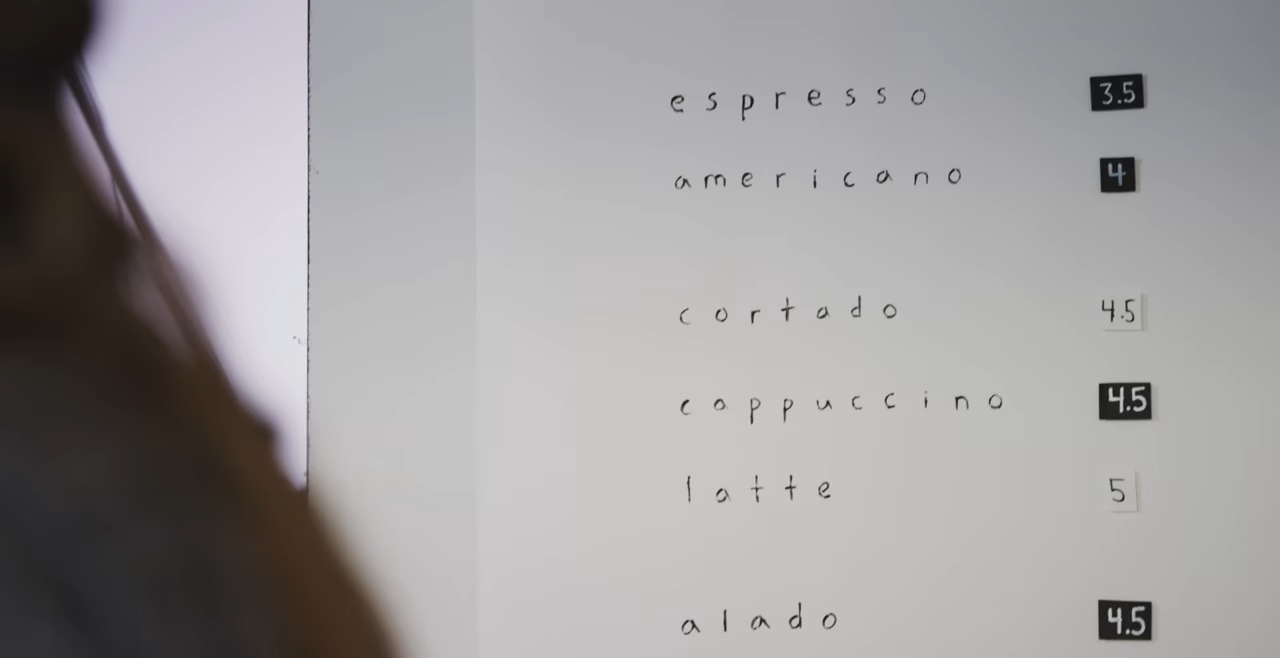 espresso 3.5
americano 4
cortado 4.5
cappuccino 4.5
latte 5
alado 4.5